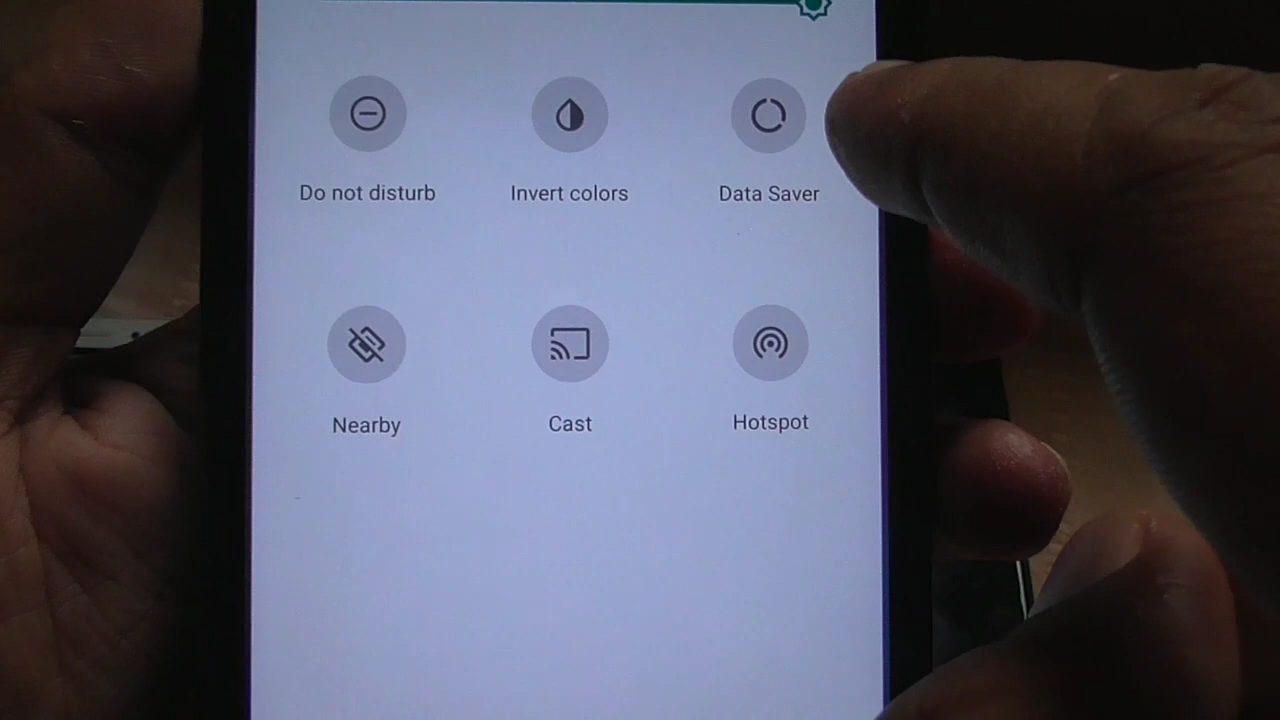 Do not disturb
Invert colors
Data Saver
Nearby
Cast
Hotspot